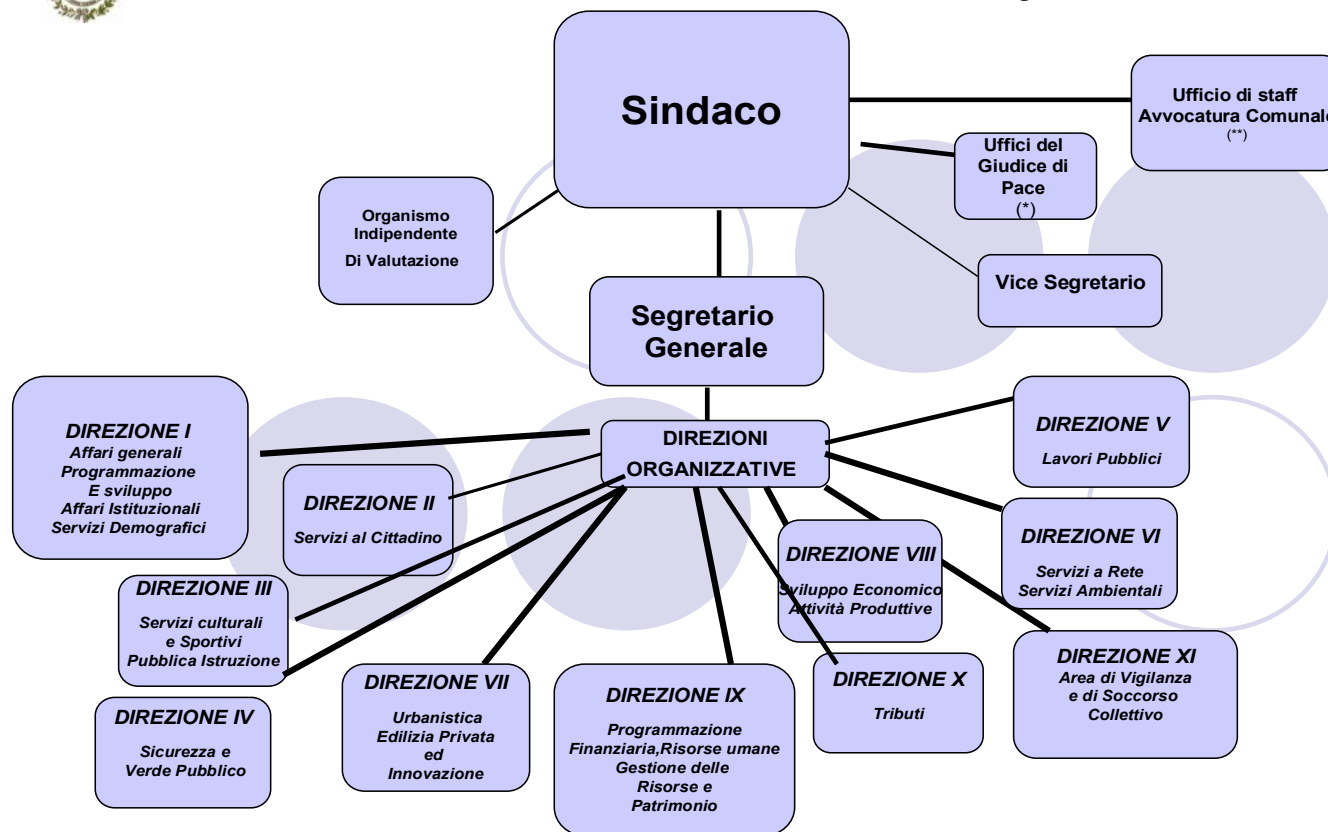 Sindaco
Ufficio di staff
Avvocatura Comunale
(**)
Uffici del
Giudice di
Pace
(*)
Organismo
Indipendente
Di Valutazione
Vice Segretario
Segretario
Generale
DIREZIONI
ORGANIZZATIVE
DIREZIONE I
Affari generali
Programmazione
E sviluppo
Affari Istituzionali
Servizi Demografici
DIREZIONE II
Servizi al Cittadino
DIREZIONE V
Lavori Pubblici
DIREZIONE III
Servizi culturali
e Sportivi
Pubblica Istruzione
DIREZIONE VIII
Sviluppo Economico
Attività Produttive
DIREZIONE VI
Servizi a Rete
Servizi Ambientali
DIREZIONE IV
Sicurezza e
Verde Pubblico
DIREZIONE VII
Urbanistica
Edilizia Privata
ed
Innovazione
DIREZIONE IX
Programmazione
Finanziaria,Risorse umane
Gestione delle
Risorse e
Patrimonio
DIREZIONE X
Tributi
DIREZIONE XI
Area di Vigilanza
e di Soccorso
Collettivo